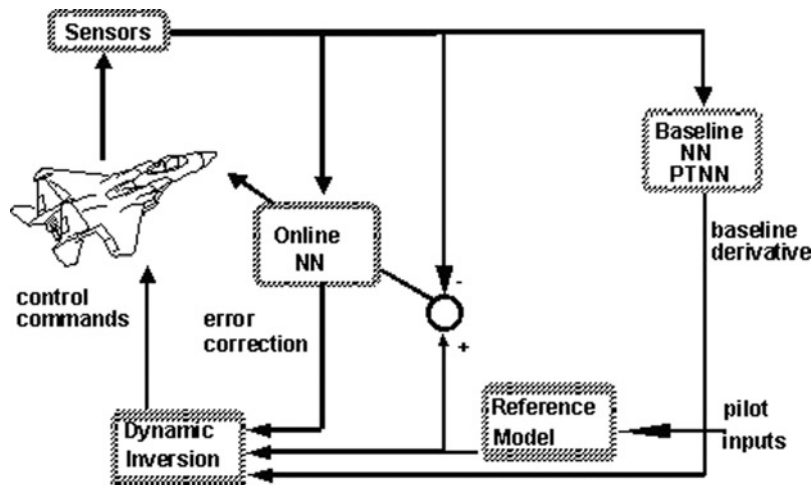 Sensors
Baseline
NN
PTNN
Online
NN
baseline
derivative
control
commands
error
correction
-
+
Reference
Model
pilot
inputs
Dynamic
Inversion